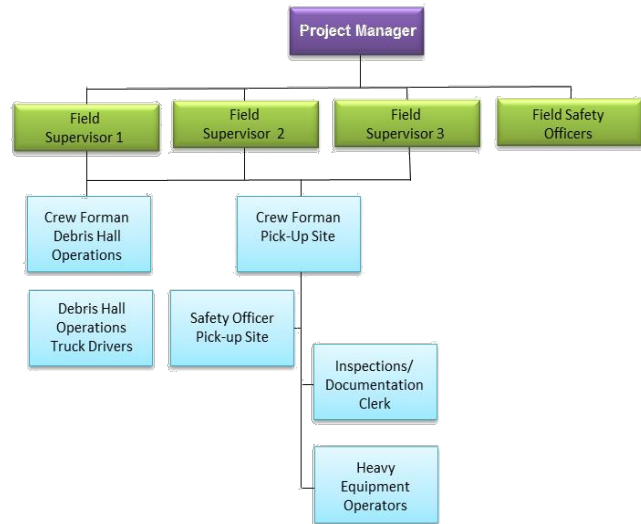 Project Manager
Field
Supervisor 1
Field
Supervisor 2
Field
Supervisor 3
Field Safety
Officers
Crew Forman
Debris Hall
Operations
Crew Forman
Pick-Up Site
Debris Hall
Operations
Truck Drivers
Safety Officer
Pick-up Site
Inspections/
Documentation
Clerk
Heavy
Equipment
Operators